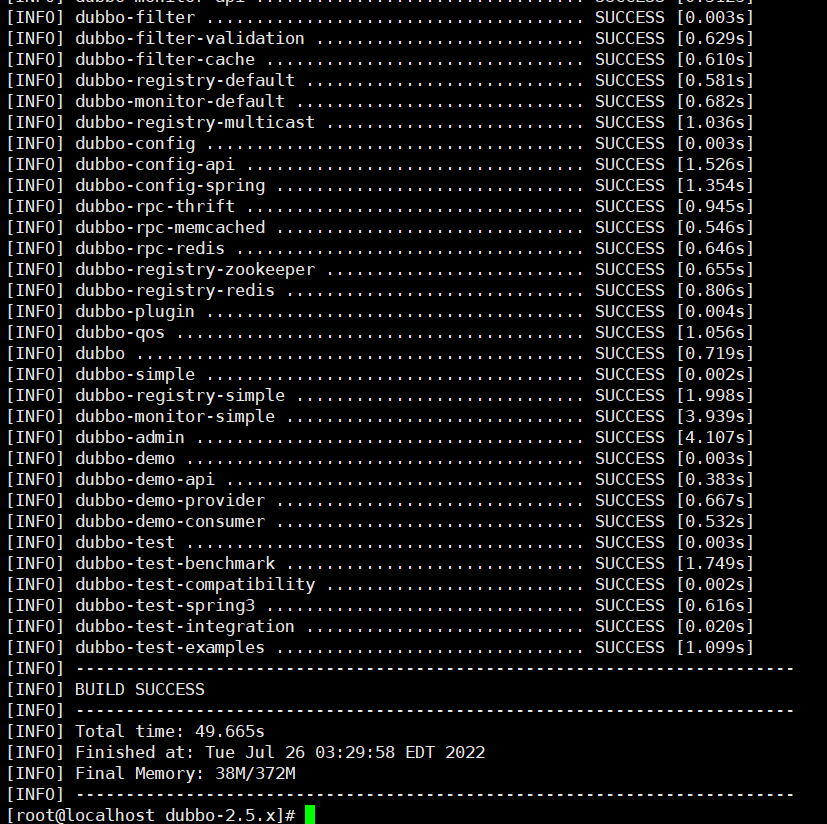 [INFO] dubbo-filter ...................................... SUCCESS [0.003s]
[INFO] dubbo-filter-validation ........................... SUCCESS [0.629s]
[INFO] dubbo-filter-cache ................................ SUCCESS [0.610s]
[INFO] dubbo-registry-default ............................ SUCCESS [0.581s]
[INFO] dubbo-monitor-default ............................. SUCCESS [0.682s]
[INFO] dubbo-registry-multicast .......................... SUCCESS [1.036s]
[INFO] dubbo-config ...................................... SUCCESS [0.003s]
[INFO] dubbo-config-api .................................. SUCCESS [1.526s]
[INFO] dubbo-config-spring ............................... SUCCESS [1.354s]
[INFO] dubbo-rpc-thrift .................................. SUCCESS [0.945s]
[INFO] dubbo-rpc-memcached ............................... SUCCESS [0.546s]
[INFO] dubbo-rpc-redis ................................... SUCCESS [0.646s]
[INFO] dubbo-registry-zookeeper .......................... SUCCESS [0.655s]
[INFO] dubbo-registry-redis .............................. SUCCESS [0.806s]
[INFO] dubbo-plugin ...................................... SUCCESS [0.004s]
[INFO] dubbo-qos ......................................... SUCCESS [1.056s]
[INFO] dubbo ............................................. SUCCESS [0.719s]
[INFO] dubbo-simple ...................................... SUCCESS [0.002s]
[INFO] dubbo-registry-simple ............................. SUCCESS [1.998s]
[INFO] dubbo-monitor-simple .............................. SUCCESS [3.939s]
[INFO] dubbo-admin ....................................... SUCCESS [4.107s]
[INFO] dubbo-demo ........................................ SUCCESS [0.003s]
[INFO] dubbo-demo-api .................................... SUCCESS [0.383s]
[INFO] dubbo-demo-provider ............................... SUCCESS [0.667s]
[INFO] dubbo-demo-consumer ............................... SUCCESS [0.532s]
[INFO] dubbo-test ........................................ SUCCESS [0.003s]
[INFO] dubbo-test-benchmark .............................. SUCCESS [1.749s]
[INFO] dubbo-test-compatibility .......................... SUCCESS [0.002s]
[INFO] dubbo-test-spring3 ................................ SUCCESS [0.616s]
[INFO] dubbo-test-integration ............................ SUCCESS [0.020s]
[INFO] dubbo-test-examples ............................... SUCCESS [1.099s]
[INFO] ------------------------------------------------------------------------
[INFO] BUILD SUCCESS
[INFO] ------------------------------------------------------------------------
[INFO] Total time: 49.665s
[INFO] Finished at: Tue Jul 26 03:29:58 EDT 2022
[INFO] Final Memory: 38M/372M
[INFO] ------------------------------------------------------------------------
[root@localhost dubbo-2.5.x]#